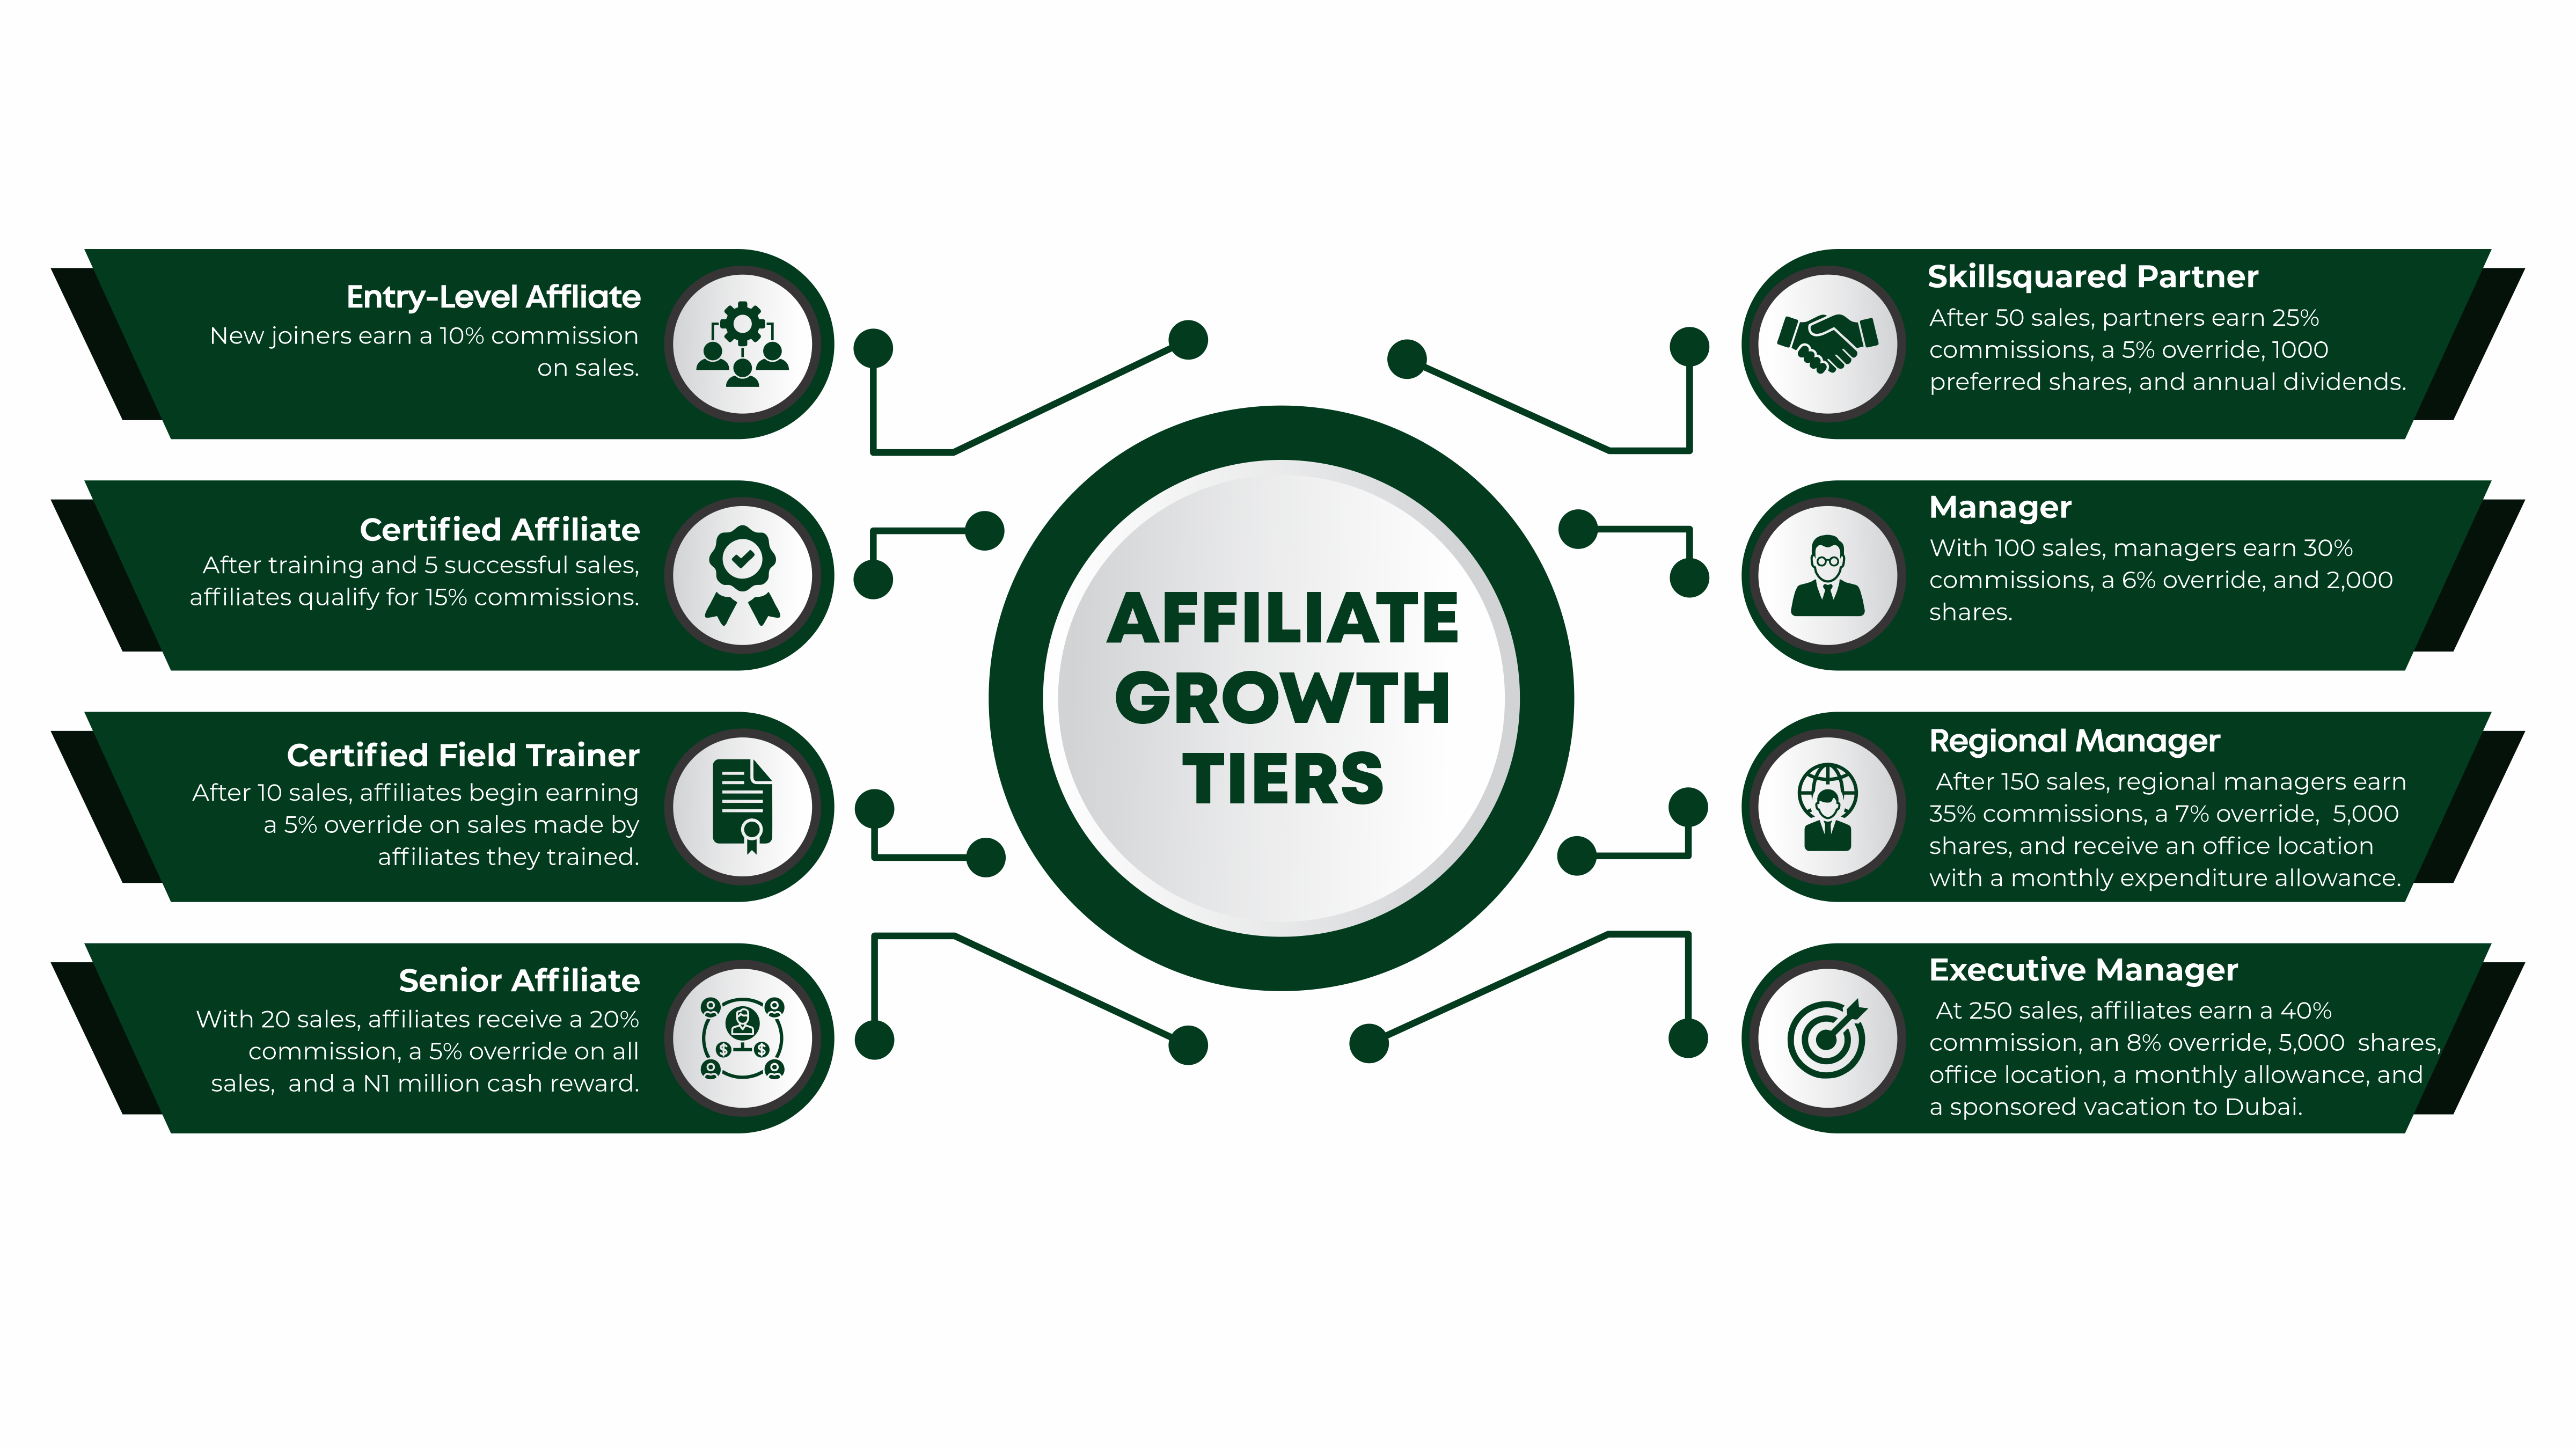 Entry-Level Affliate
New joiners earn a 10% commission
on sales.
Certified Affiliate
After training and 5 successful sales,
affiliates qualify for 15% commissions.
Certified Field Trainer
After 10 sales, affiliates begin earning
a 5% override on sales made by
affiliates they trained.
Senior Affiliate
With 20 sales, affiliates receive a 20%
commission, a 5% override on all
sales, and a N1 million cash reward.
AFFILIATE
GROWTH
TIERS
Skillsquared Partner
After 50 sales, partners earn 25%
commissions, a 5% override, 1000
preferred shares, and annual dividends.
Manager
With 100 sales, managers earn 30%
commissions, a 6% override, and 2,000
shares.
Regional Manager
After 150 sales, regional managers earn
35% commissions, a 7% override, 5,000
shares, and receive an office location
with a monthly expenditure allowance.
Executive Manager
At 250 sales, affiliates earn a 40%
commission, an 8% override, 5,000 shares,
office location, a monthly allowance, and
a sponsored vacation to Dubai.